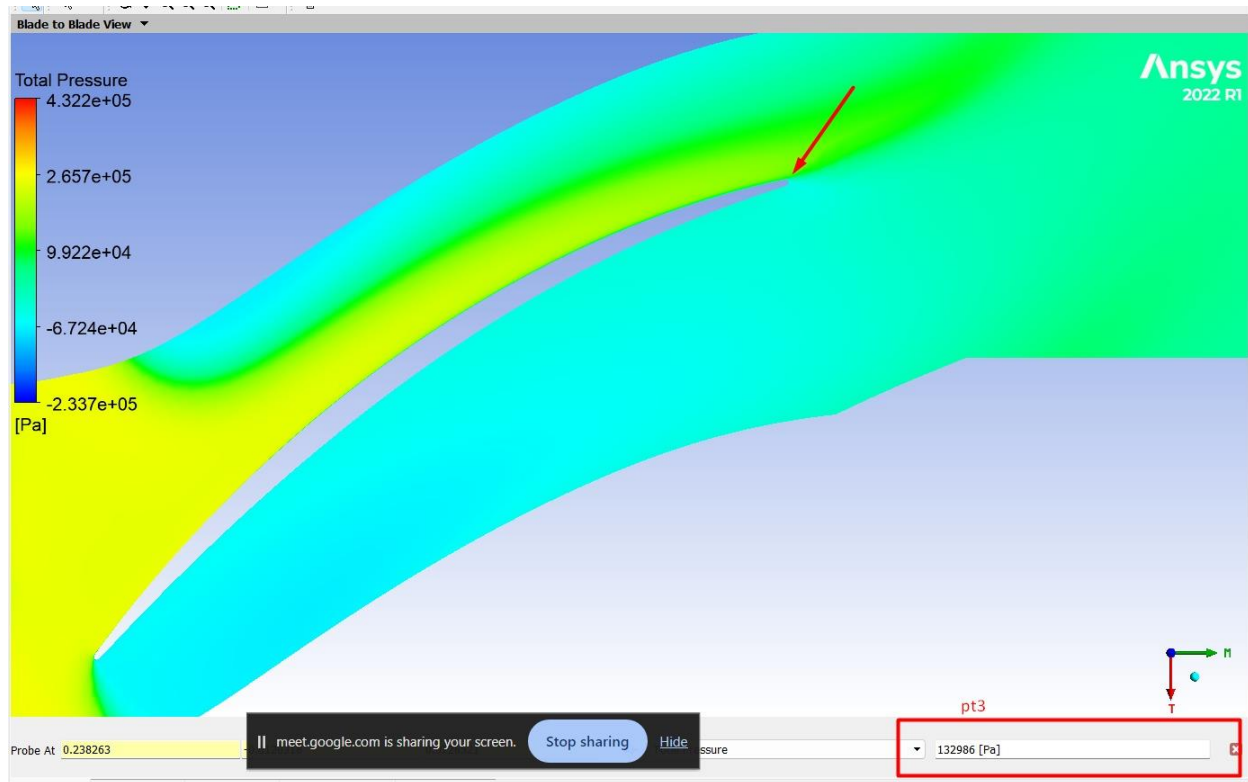 Blade to Blade View
Ansys
2022 R1
Total Pressure
4.322e+05
2.657e+05
9.922e+04
-6.724e+04
-2.337e+05
[Pa]
M
T
pt3
Probe At 0.238263
meet.google.com is sharing your screen. Stop sharing Hide
132986 [Pa]